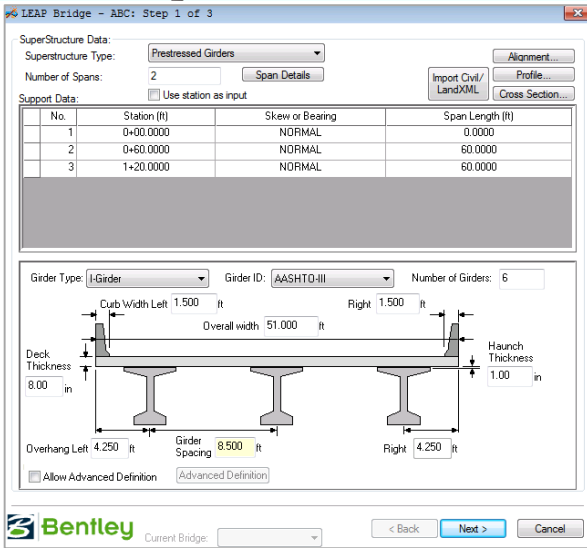 LEAP Bridge - ABC: Step 1 of 3
SuperStructure Data:
Superstructure Type: Prestressed Girders Alignment...
Number of Spans: 2 Span Details Import Civil/ LandXML Profile...
Support Data: Use station as input Cross Section...
No. Station (ft) Skew or Bearing Span Length (ft)
1 0+00.0000 NORMAL 0.0000
2 0+60.0000 NORMAL 60.0000
3 1+20.0000 NORMAL 60.0000
Girder Type: I-Girder Girder ID: AASHTO-III Number of Girders: 6
Curb Width Left 1.500 ft Right 1.500 ft
Overall width 51.000 ft
Deck Thickness 8.00 in
Haunch Thickness 1.00 in
Overhang Left 4.250 ft Girder Spacing 8.500 ft Right 4.250 ft
Allow Advanced Definition Advanced Definition
Bentley Current Bridge: < Back Next > Cancel